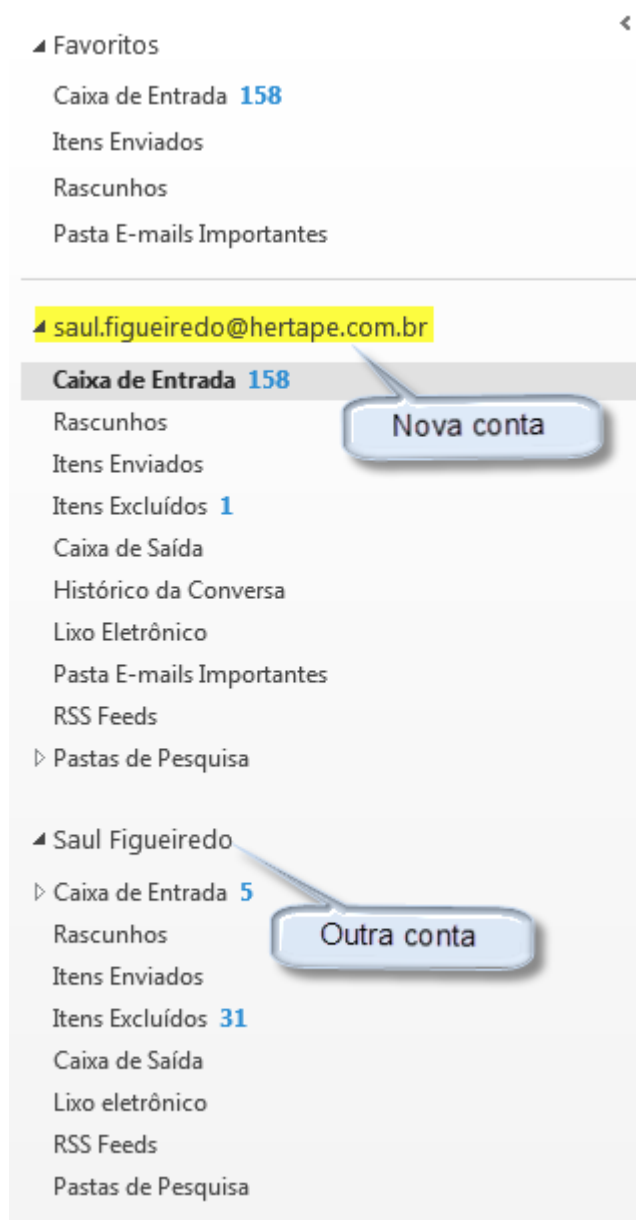 Favoritos
Caixa de Entrada 158
Itens Enviados
Rascunhos
Pasta E-mails Importantes
saul.figueiredo@hertape.com.br
Caixa de Entrada 158
Nova conta
Rascunhos
Itens Enviados
Itens Excluídos 1
Caixa de Saída
Histórico da Conversa
Lixo Eletrônico
Pasta E-mails Importantes
RSS Feeds
Pastas de Pesquisa
Saul Figueiredo
Caixa de Entrada 5
Outra conta
Rascunhos
Itens Enviados
Itens Excluídos 31
Caixa de Saída
Lixo eletrônico
RSS Feeds
Pastas de Pesquisa